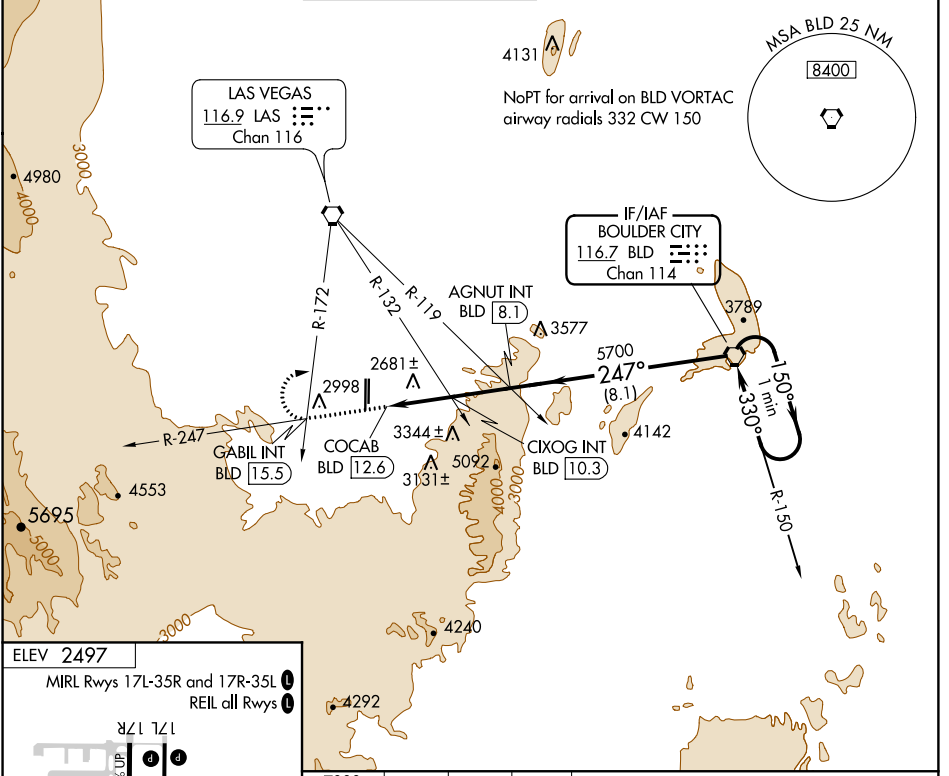 MSA BLD 25 NM
8400
4131
NoPT for arrival on BLD VORTAC
airway radials 332 CW 150
LAS VEGAS
116.9 LAS
Chan 116
3000
4980
4000
IF/IAF
BOULDER CITY
116.7 BLD
Chan 114
R-172
R-132
R-119
AGNUT INT
BLD 8.1
3577
3789
5700
247°
(8.1)
2681±
2998
150°
1 min
330°
4142
R-247
GABIL INT
BLD 15.5
COCAB
BLD 12.6
3344±
3131±
5092
4000
3000
CIXOG INT
BLD 10.3
4553
5695
5000
R-150
3000
4240
4292
ELEV 2497
MIRL Rwys 17L-35R and 17R-35L L
REIL all Rwys L
17R
17L
UP
P
P